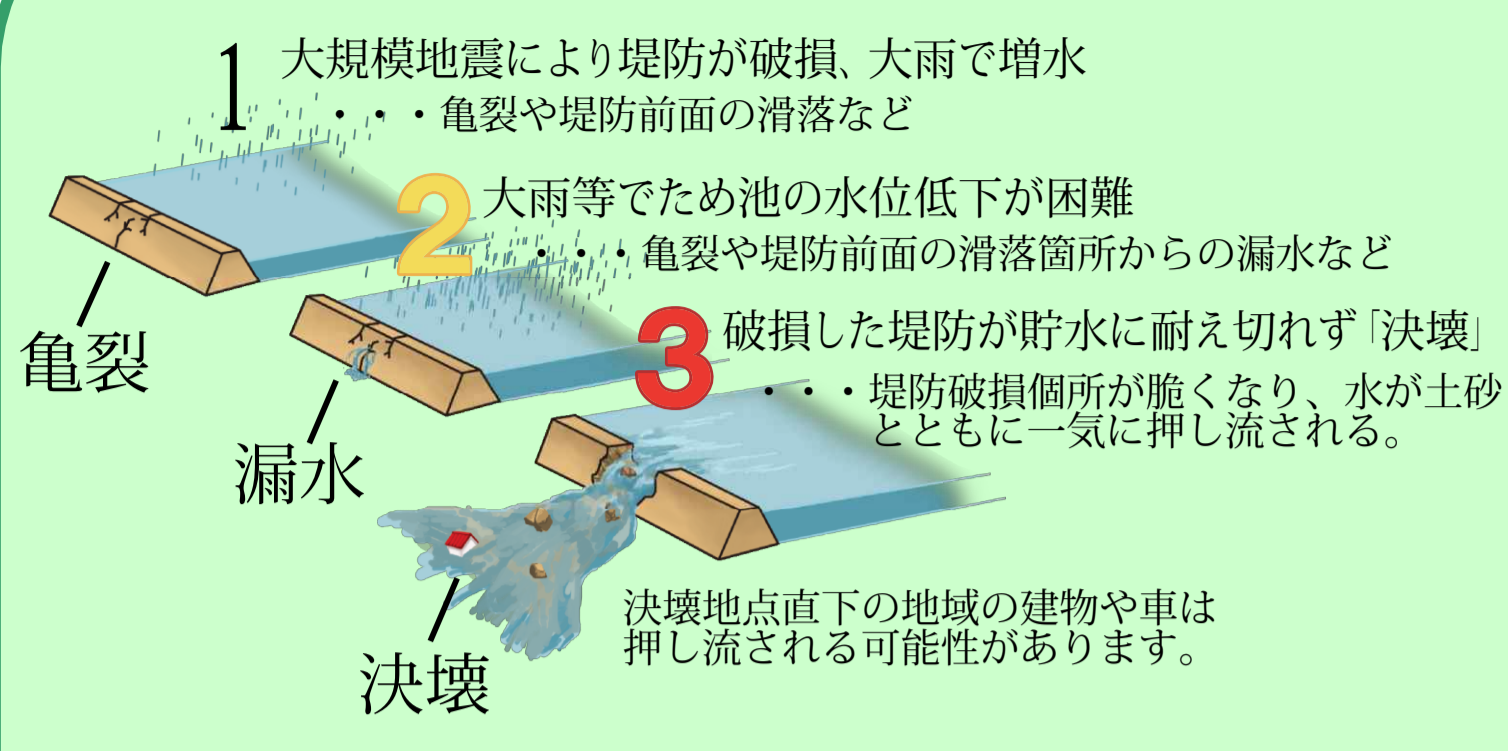 1 大規模地震により堤防が破損、大雨で増水
・・・亀裂や堤防前面の滑落など
2 大雨等でため池の水位低下が困難
・・・亀裂や堤防前面の滑落箇所からの漏水など
3 破損した堤防が貯水に耐え切れず「決壊」
・・・堤防破損個所が脆くなり、水が土砂
とともに一気に押し流される。
亀裂
漏水
決壊
決壊地点直下の地域の建物や車は
押し流される可能性があります。